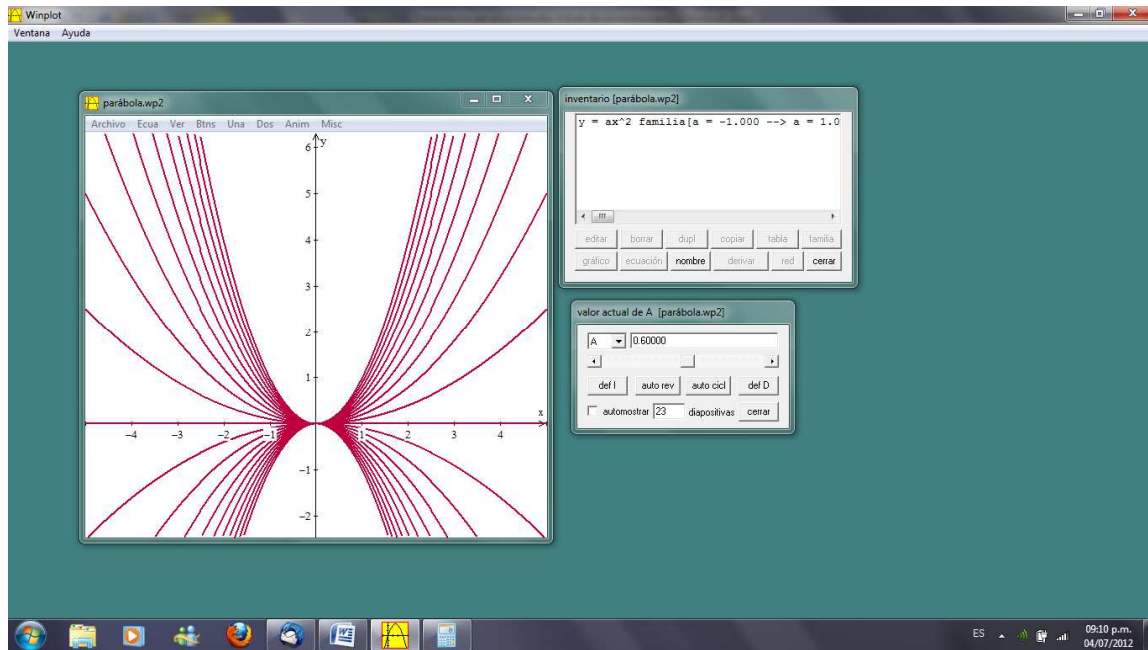 Winplot
Ventana Ayuda
parábola.wp2
Archivo Ecua Ver Btns Una Dos Anim Misc
y
6
5
4
3
2
1
x
-4 -3 -2 -1 1 2 3 4
-1
-2
inventario [parábola.wp2]
y = ax^2 familia[a = -1.000 --> a = 1.0
editar borrar dupl copiar tabla familia
gráfico ecuación nombre derivar red cerrar
valor actual de A [parábola.wp2]
A 0.60000
def I auto rev auto cicl def D
automostrar 23 diapositivas cerrar
ES 09:10 p.m.
04/07/2012